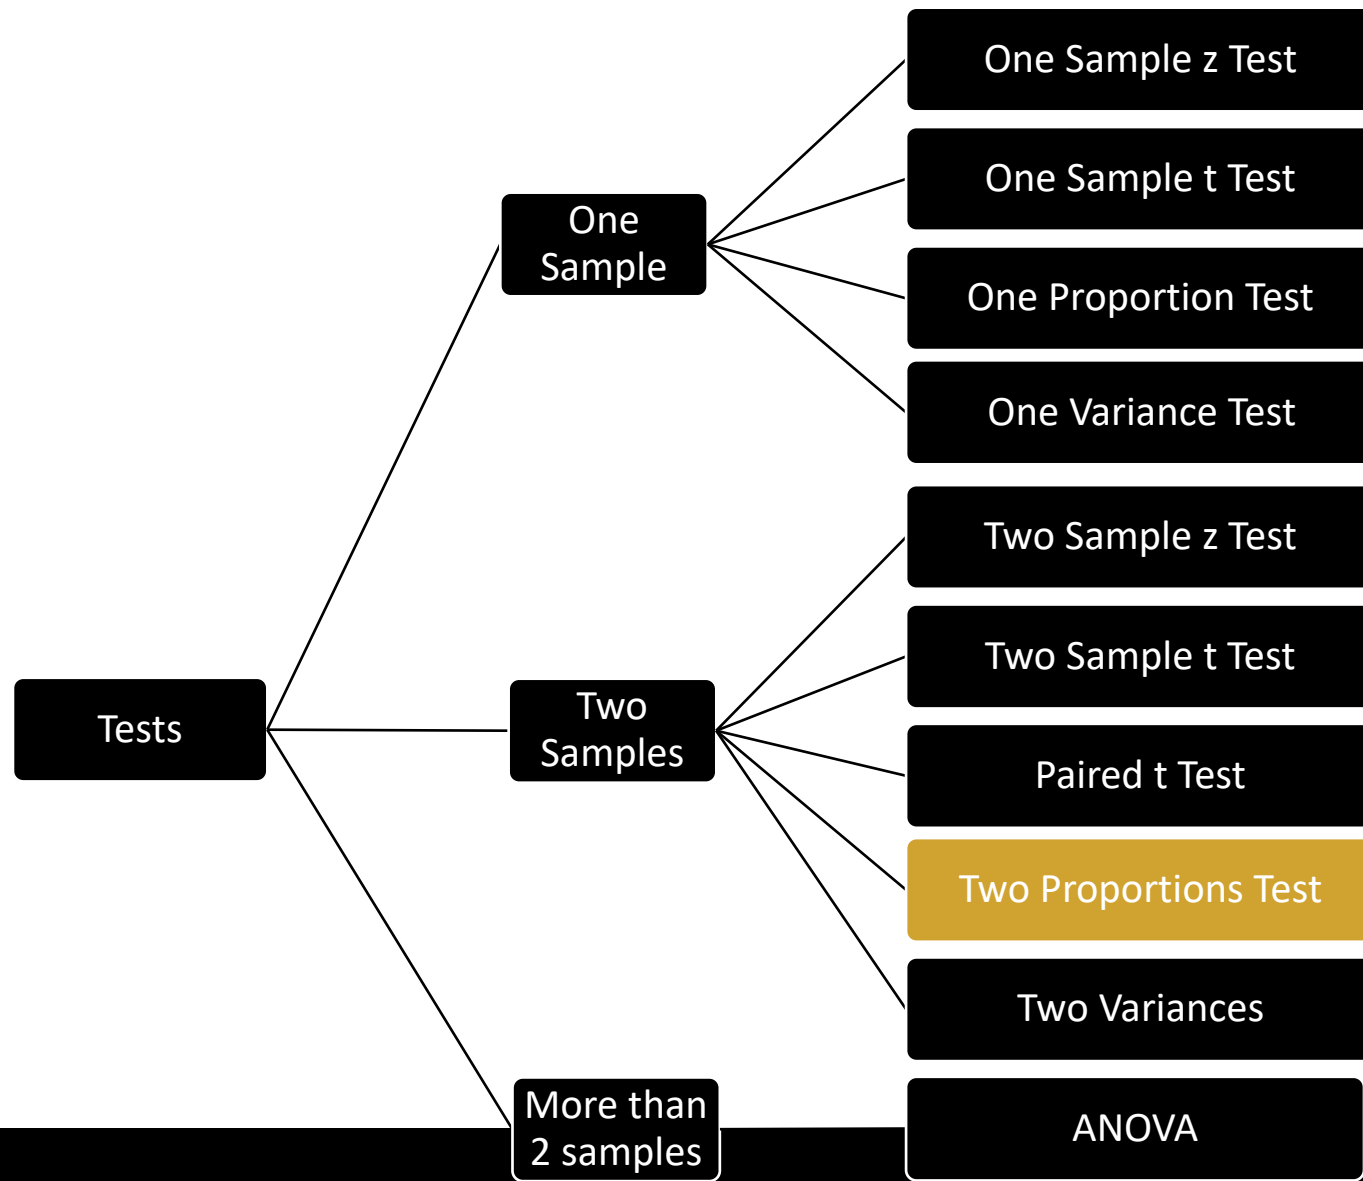 Tests
One
Sample
One Sample z Test
One Sample t Test
One Proportion Test
One Variance Test
Two
Samples
Two Sample z Test
Two Sample t Test
Paired t Test
Two Proportions Test
Two Variances
More than
2 samples
ANOVA